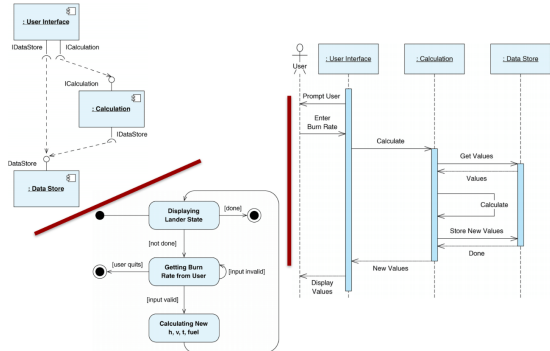 : User Interface
IDataStore
ICalculation
ICalculation
: Calculation
IDataStore
DataStore
: Data Store
Displaying
Lander State
[done]
[not done]
[user quits]
Getting Burn
Rate from User
[input invalid]
[input valid]
Calculating New
h, v, t, fuel
User
: User Interface
: Calculation
: Data Store
Prompt User
Enter
Burn Rate
Calculate
Get Values
Values
Calculate
Store New Values
Done
New Values
Display
Values